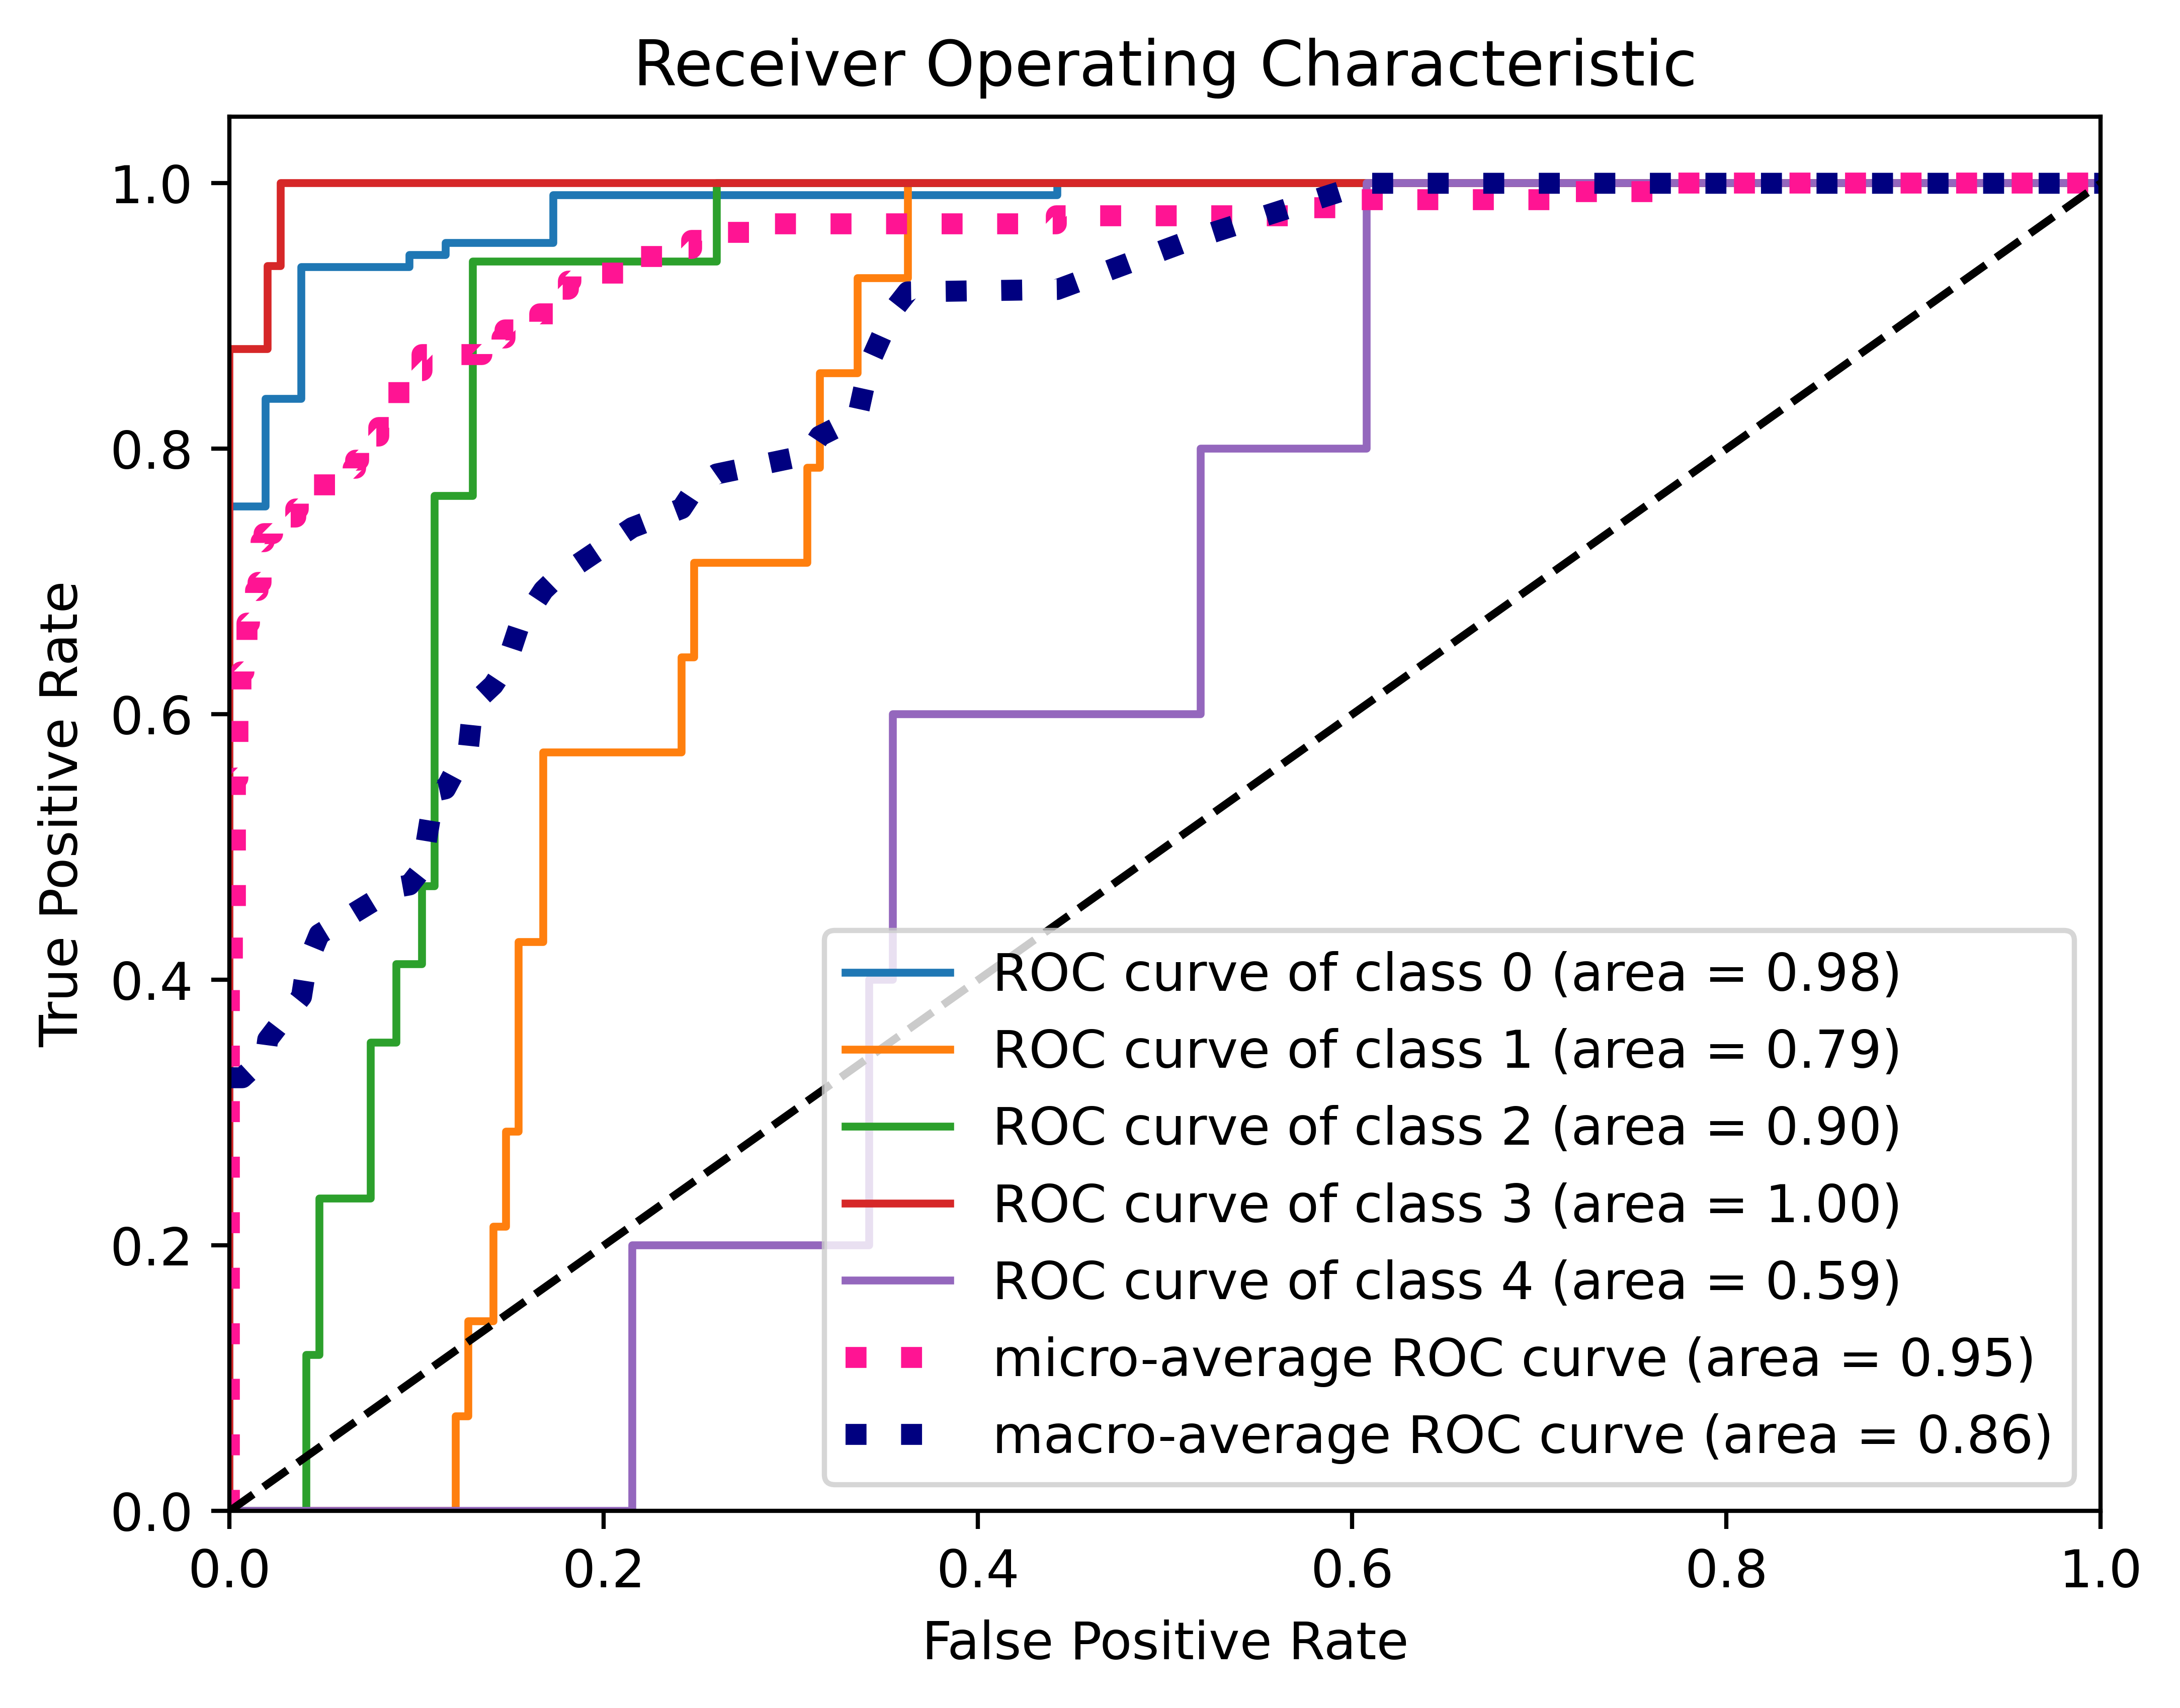 Receiver Operating Characteristic
True Positive Rate
1.0
0.8
0.6
0.4
0.2
0.0
ROC curve of class 0 (area = 0.98)
ROC curve of class 1 (area = 0.79)
ROC curve of class 2 (area = 0.90)
ROC curve of class 3 (area = 1.00)
ROC curve of class 4 (area = 0.59)
micro-average ROC curve (area = 0.95)
macro-average ROC curve (area = 0.86)
0.0 0.2 0.4 0.6 0.8 1.0
False Positive Rate